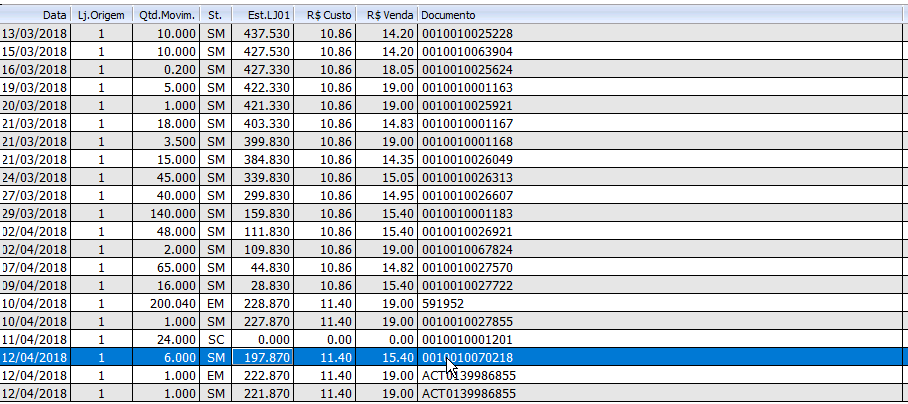 Data Lj.Origem Qtd.Movim. St. Est.LJ01 R$ Custo R$ Venda Documento
13/03/2018 1 10.000 SM 437.530 10.86 14.20 0010010025228
15/03/2018 1 10.000 SM 427.530 10.86 14.20 0010010063904
16/03/2018 1 0.200 SM 427.330 10.86 18.05 0010010025624
19/03/2018 1 5.000 SM 422.330 10.86 19.00 0010010001163
20/03/2018 1 1.000 SM 421.330 10.86 19.00 0010010025921
21/03/2018 1 18.000 SM 403.330 10.86 14.83 0010010001167
21/03/2018 1 3.500 SM 399.830 10.86 19.00 0010010001168
21/03/2018 1 15.000 SM 384.830 10.86 14.35 0010010026049
24/03/2018 1 45.000 SM 339.830 10.86 15.05 0010010026313
27/03/2018 1 40.000 SM 299.830 10.86 14.95 0010010026607
29/03/2018 1 140.000 SM 159.830 10.86 15.40 0010010001183
02/04/2018 1 48.000 SM 111.830 10.86 15.40 0010010026921
02/04/2018 1 2.000 SM 109.830 10.86 19.00 0010010067824
07/04/2018 1 65.000 SM 44.830 10.86 14.82 0010010027570
09/04/2018 1 16.000 SM 28.830 10.86 15.40 0010010027722
10/04/2018 1 200.040 EM 228.870 11.40 19.00 591952
10/04/2018 1 1.000 SM 227.870 11.40 19.00 0010010027855
11/04/2018 1 24.000 SC 0.000 0.00 0.00 0010010001201
12/04/2018 1 6.000 SM 197.870 11.40 15.40 0010010070218
12/04/2018 1 1.000 EM 222.870 11.40 19.00 ACT0139986855
12/04/2018 1 1.000 SM 221.870 11.40 19.00 ACT0139986855